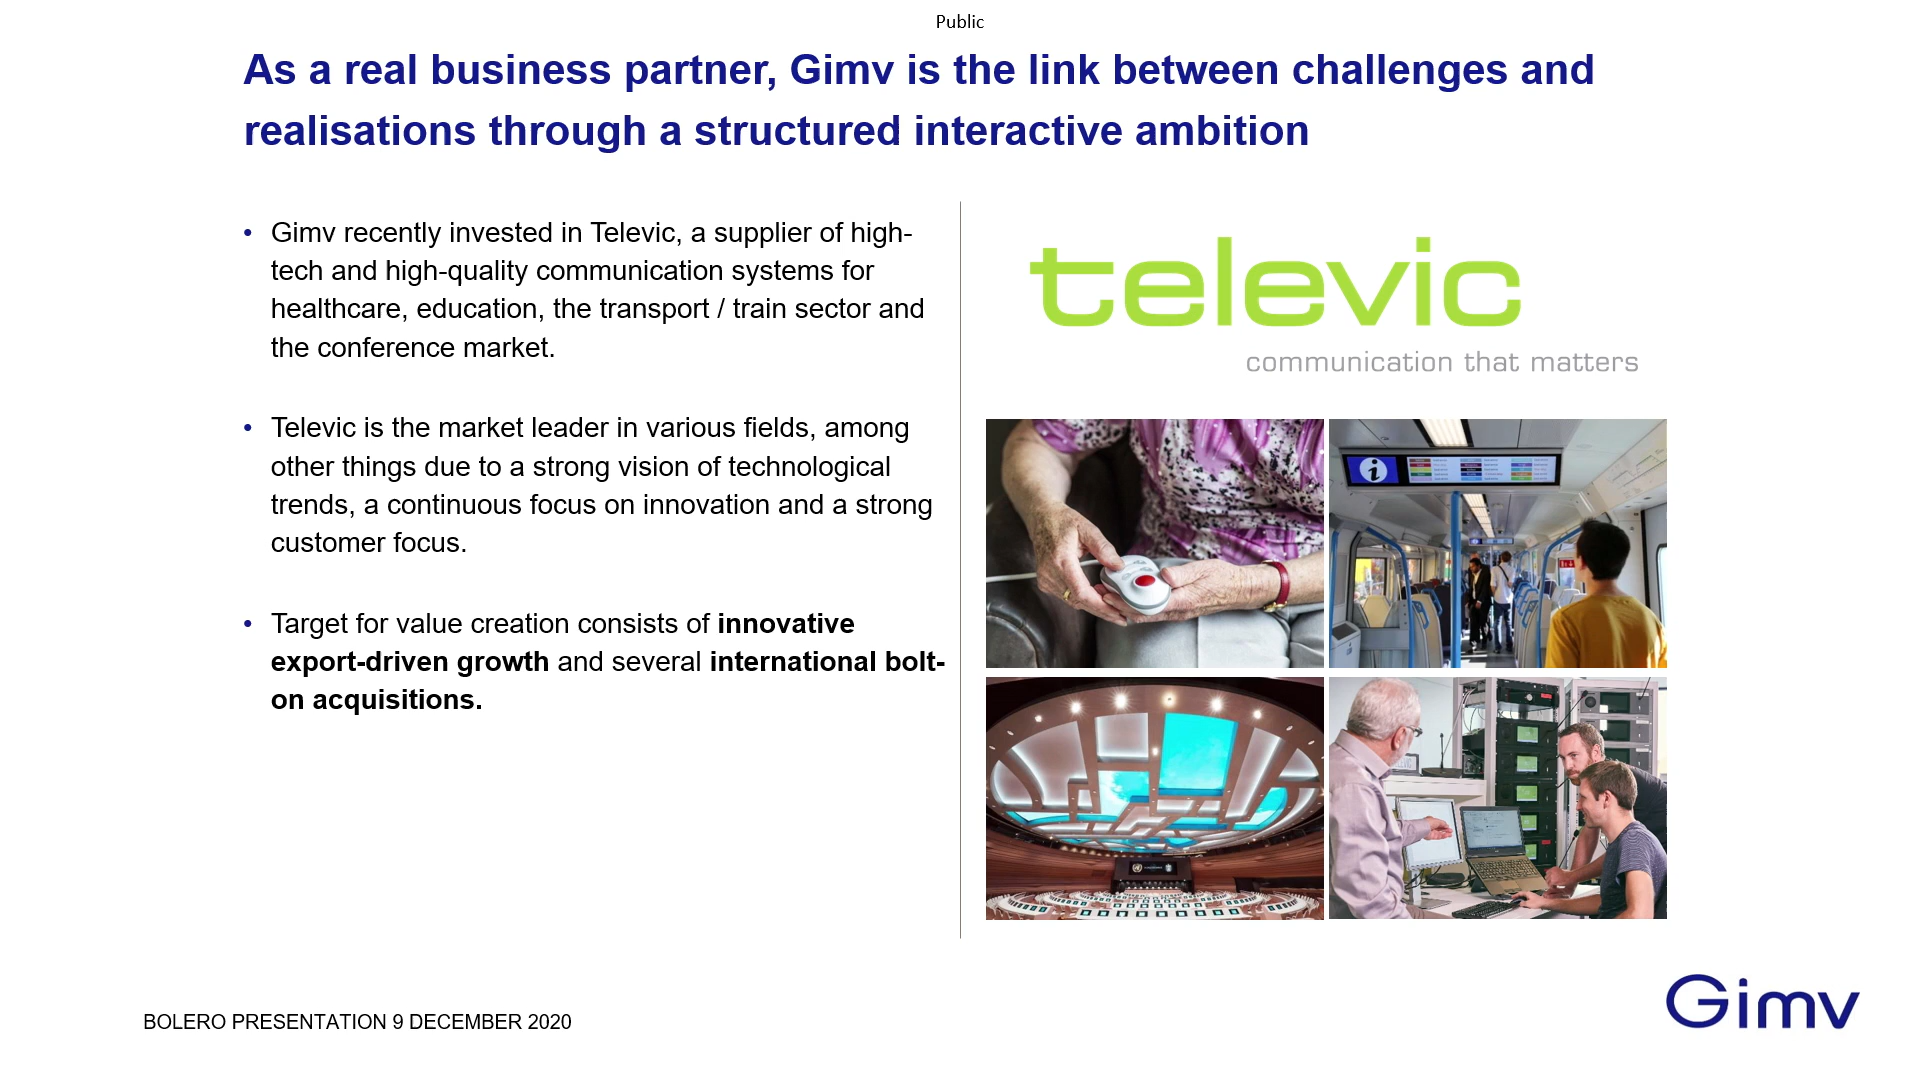 Public
As a real business partner, Gimv is the link between challenges and
realisations through a structured interactive ambition
• Gimv recently invested in Televic, a supplier of high-
tech and high-quality communication systems for
healthcare, education, the transport / train sector and
the conference market.
• Televic is the market leader in various fields, among
other things due to a strong vision of technological
trends, a continuous focus on innovation and a strong
customer focus.
• Target for value creation consists of innovative
export-driven growth and several international bolt-
on acquisitions.
televic
communication that matters
i
BOLERO PRESENTATION 9 DECEMBER 2020
Gimv